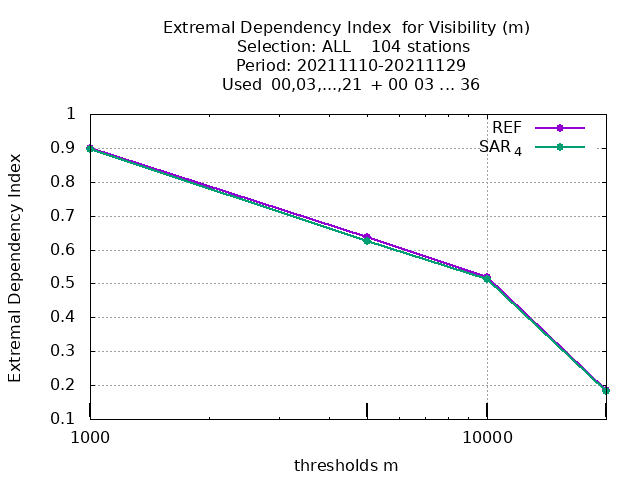 Extremal Dependency Index  for Visibility (m)
Selection: ALL    104 stations
Period: 20211110-20211129
Used  00,03,...,21  + 00 03 ... 36
Extremal Dependency Index
1
0.9
0.8
0.7
0.6
0.5
0.4
0.3
0.2
0.1
REF
SAR 4
1000
10000
thresholds m